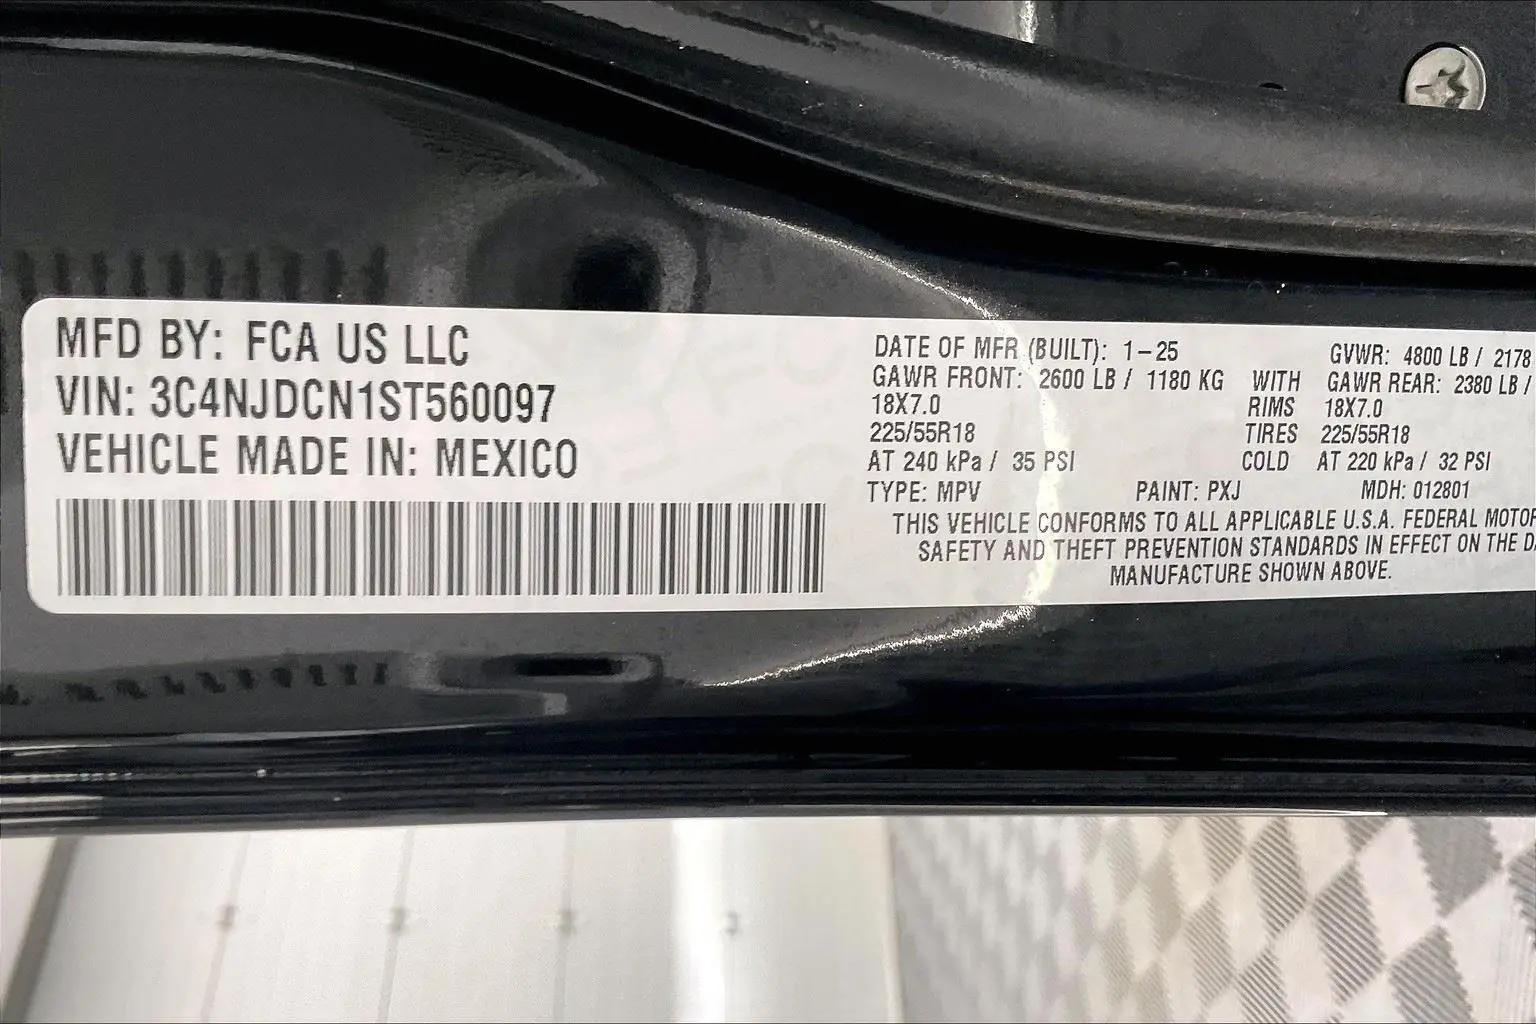 MFD BY: FCA US LLC
VIN: 3C4NJDCN1ST560097
VEHICLE MADE IN: MEXICO
DATE OF MFR (BUILT): 1-25 GVWR: 4800 LB / 2178
GAWR FRONT: 2600 LB / 1180 KG WITH GAWR REAR: 2380 LB /
18X7.0 RIMS 18X7.0
225/55R18 TIRES 225/55R18
AT 240 kPa / 35 PSI COLD AT 220 kPa / 32 PSI
TYPE: MPV PAINT: PXJ MDH: 012801
THIS VEHICLE CONFORMS TO ALL APPLICABLE U.S.A. FEDERAL MOTOR
SAFETY AND THEFT PREVENTION STANDARDS IN EFFECT ON THE
MANUFACTURE SHOWN ABOVE.